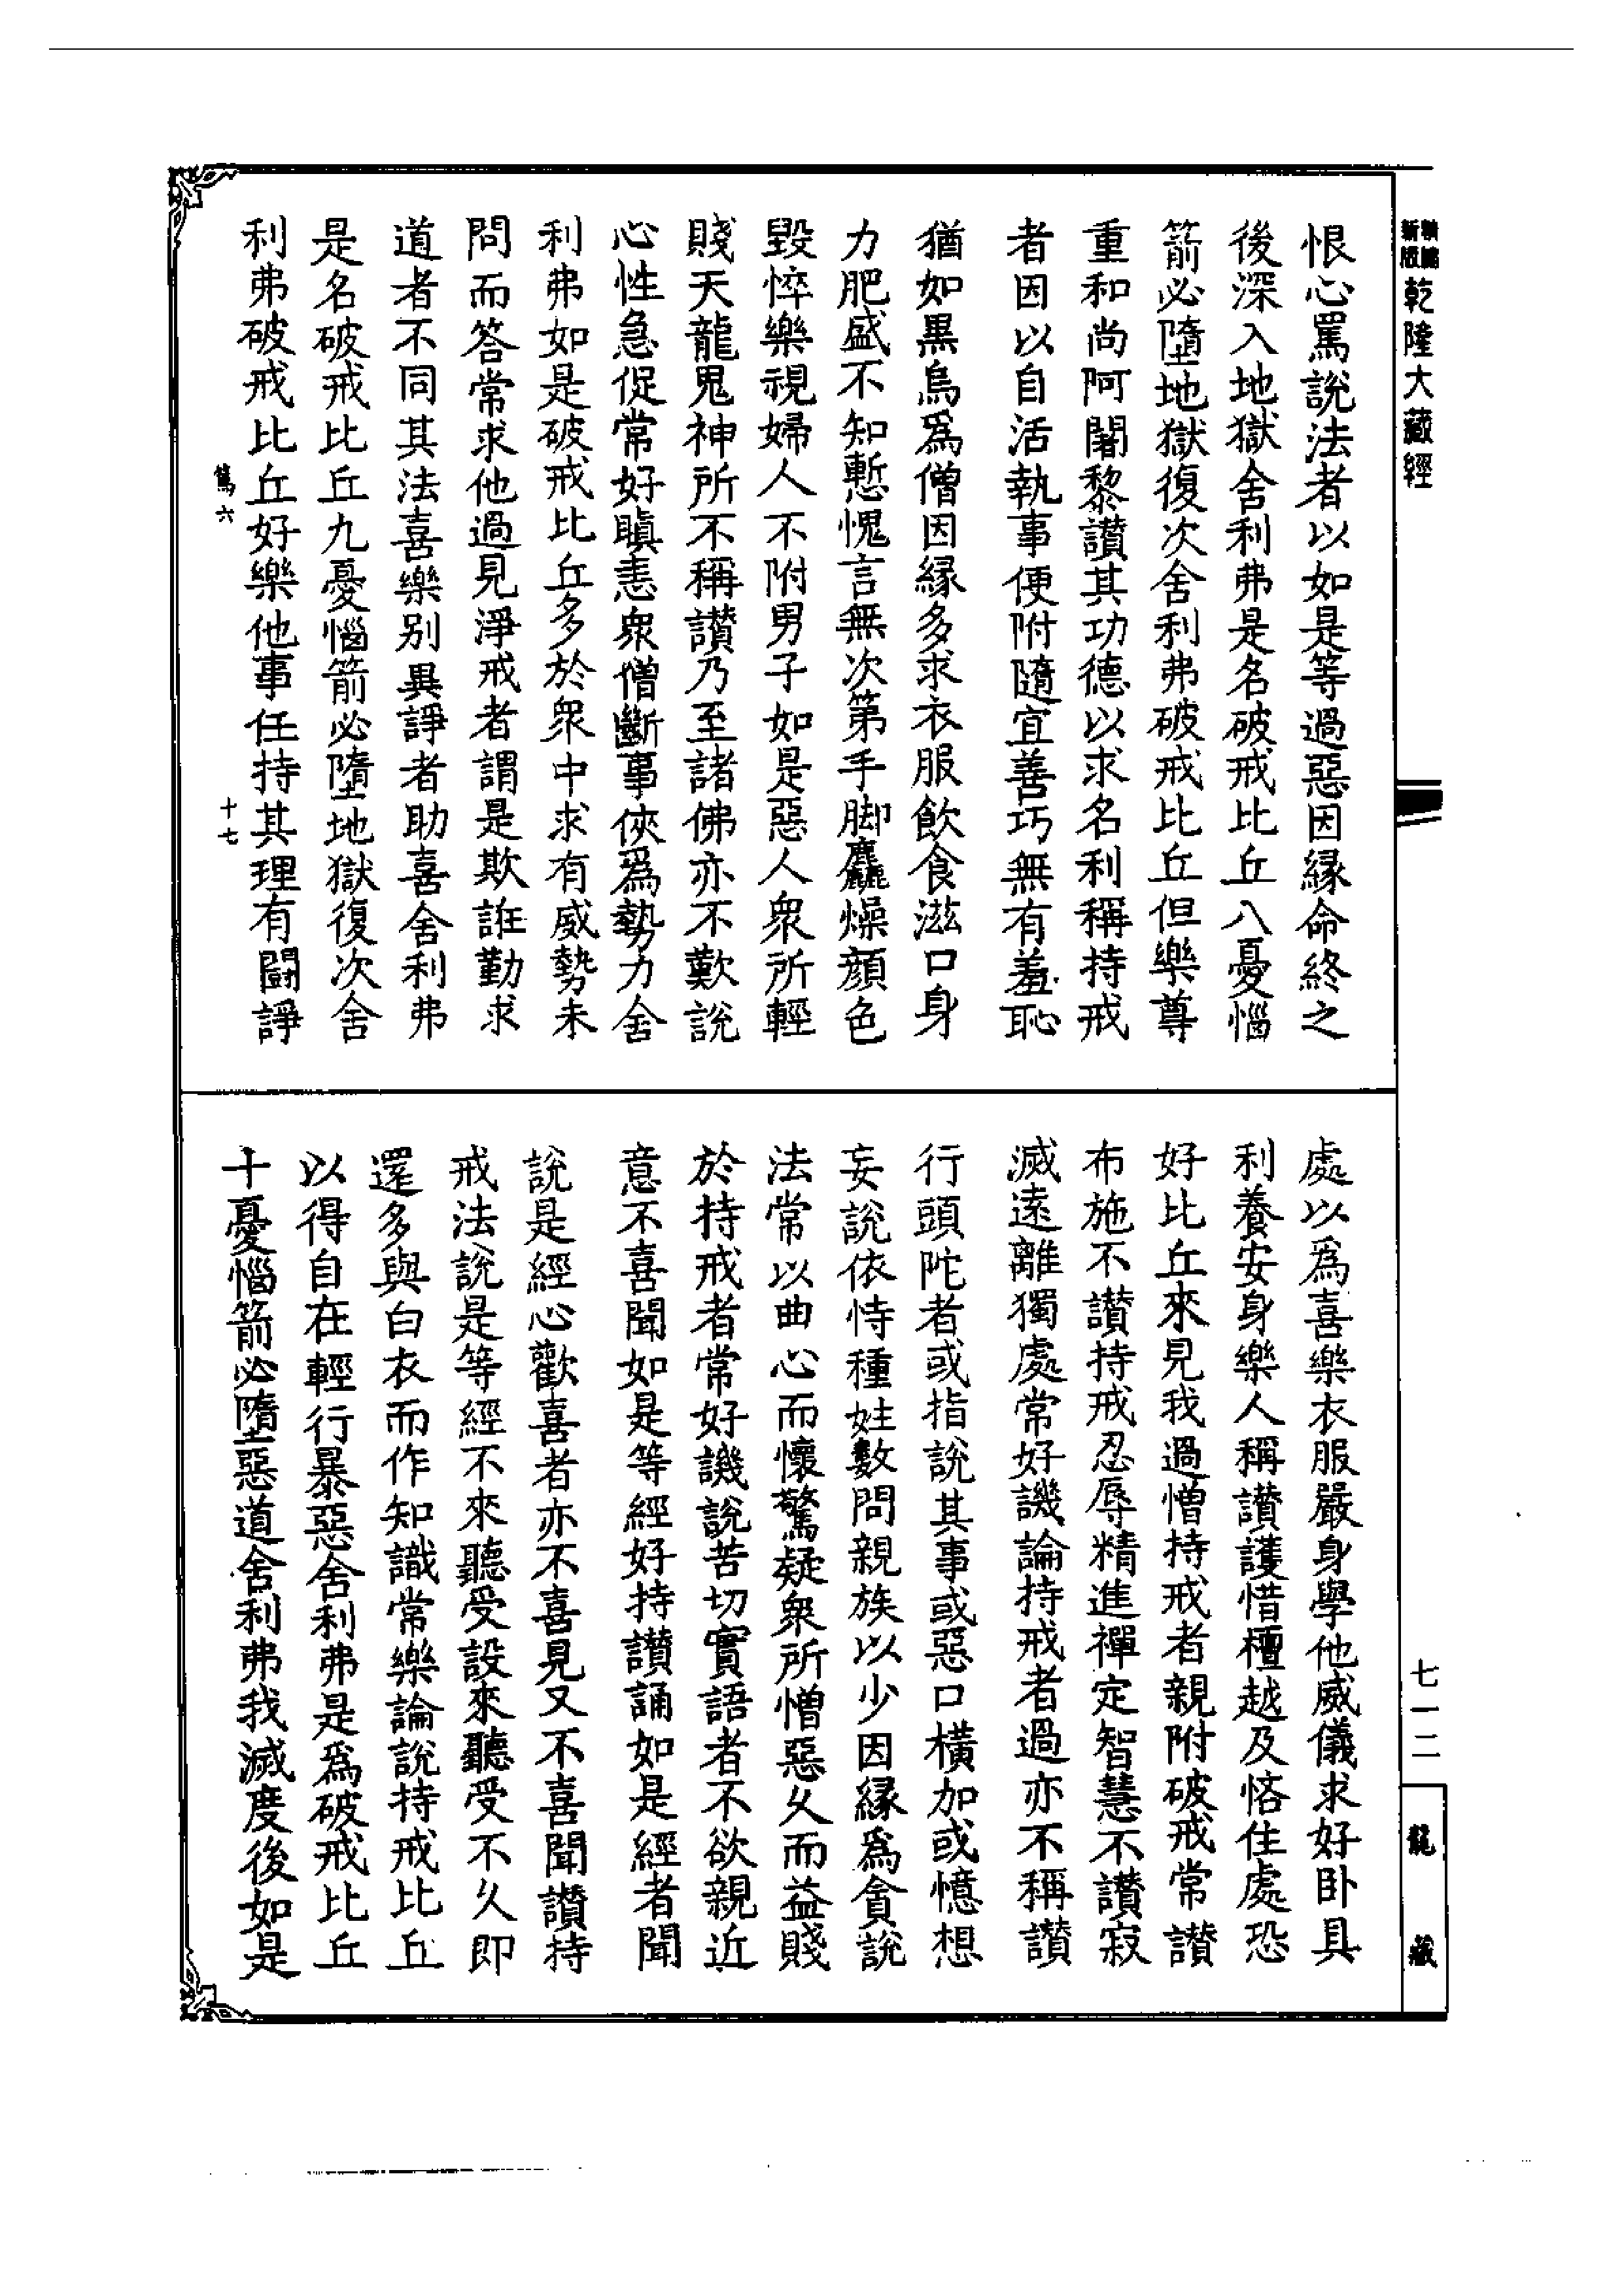 乾隆大藏經
恨心罵說法者以如是等過惡因緣命終之
後深入地獄舍利弗是名破戒比丘八憂惱
箭必墮地獄復次舍利弗破戒比丘但樂尊
重和尚阿闍黎讚其功德以求名利稱持戒
者因以自活執事便附隨宜善巧無有羞恥
猶如黑烏爲僧因緣多求衣服飲食滋口身
力肥盛不知慙愧言無次第手脚麤燥顏色
毀悴樂視婦人不附男子如是惡人衆所輕
賤天龍鬼神所不稱讚乃至諸佛亦不歎說
心性急促常好瞋恚衆僧斷事俠爲勢力舍
利弗如是破戒比丘多於衆中求有威勢未
問而答常求他過見淨戒者謂是欺誑勤求
道者不同其法喜樂別異諍者助喜舍利弗
是名破戒比丘九憂惱箭必墮地獄復次舍
利弗破戒比丘好樂他事任持其理有鬪諍
篤六 十七
處以爲喜樂衣服嚴身學他威儀求好卧具
利養安身樂人稱讚護惜檀越及悋住處恐
好比丘來見我過憎持戒者親附破戒常讚
布施不讚持戒忍辱精進禪定智慧不讚寂
滅遠離獨處常好譏論持戒者過亦不稱讚
行頭陀者或指說其事或惡口橫加或憶想
妄說依恃種姓數問親族以少因緣爲貪說
法常以曲心而懷驚疑衆所憎惡久而益賤
於持戒者常好譏說苦切實語者不欲親近
意不喜聞如是等經好持讚誦如是經者聞
說是經心歡喜者亦不喜見又不喜聞讚持
戒法說是等經不來聽受設來聽受不久即
還多與白衣而作知識常樂論說持戒比丘
以得自在輕行暴惡舍利弗是爲破戒比丘
十憂惱箭必墮惡道舍利弗我滅度後如是
七一二
龍藏